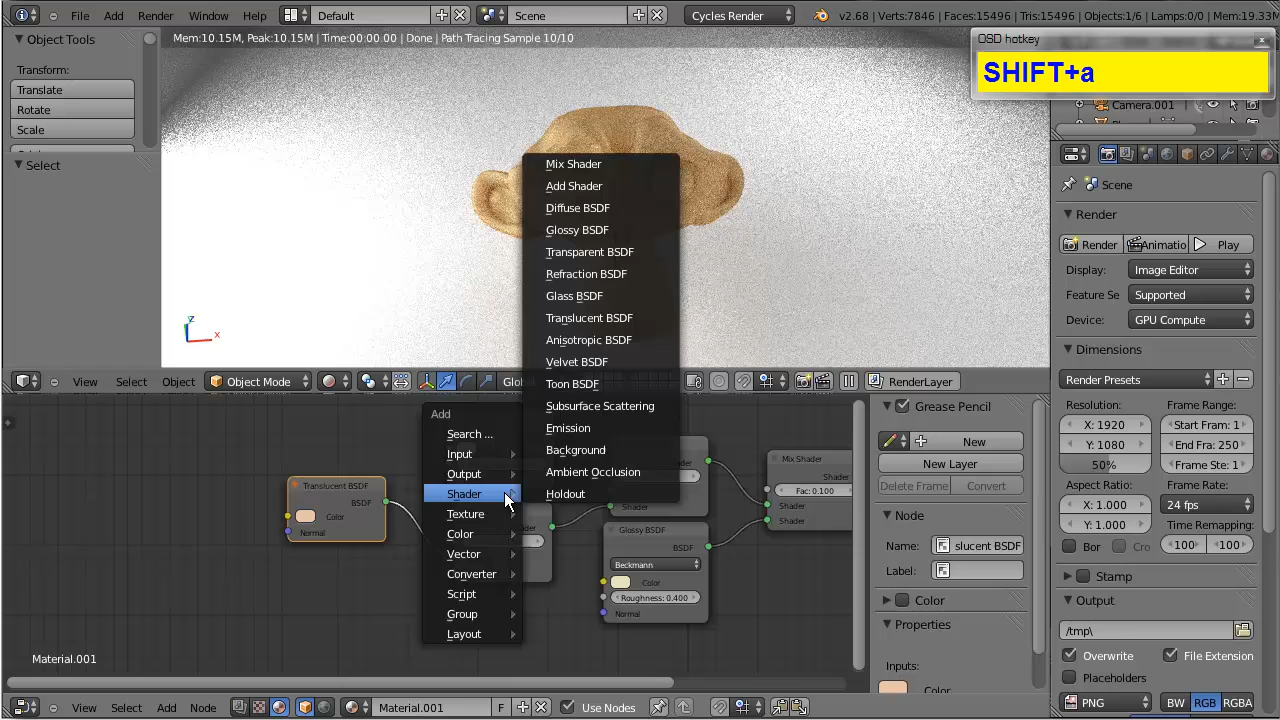 File Add Render Window Help Default Scene Cycles Render v2.68 | Verts:7846 | Faces:15496 | Tris:15496 | Objects:1/6 | Lamps:0/0 | Mem:19.33M
Mem:10.15M, Peak:10.15M | Time:00:00.00 | Done | Path Tracing Sample 10/10
OSD hotkey
SHIFT+a
Object Tools
Transform:
Translate
Rotate
Scale
Select
z
x
Camera.001
Scene
Render
Render Animatio Play
Display: Image Editor
Feature Se Supported
Device: GPU Compute
Dimensions
Render Presets
Resolution: Frame Range:
X: 1920 Start Fram: 1
Y: 1080 End Fra: 250
50% Frame Ste: 1
Aspect Ratio: Frame Rate:
X: 1.000 24 fps
Y: 1.000 Time Remapping:
Bor Cro 100 100
Stamp
Output
/tmp\
Overwrite File Extension
Placeholders
PNG BW RGB RGBA
Mix Shader
Add Shader
Diffuse BSDF
Glossy BSDF
Transparent BSDF
Refraction BSDF
Glass BSDF
Translucent BSDF
Anisotropic BSDF
Velvet BSDF
Toon BSDF
Subsurface Scattering
Emission
Background
Ambient Occlusion
Holdout
View Select Object Object Mode Global RenderLayer
Add
Search ...
Input
Output
Shader
Texture
Color
Vector
Converter
Script
Group
Layout
Translucent BSDF
BSDF
Color
Normal
Shader
Glossy BSDF
BSDF
Beckmann
Color
Roughness: 0.400
Normal
Mix Shader
Shader
Fac: 0.100
Shader
Shader
Grease Pencil
New
New Layer
Delete Frame Convert
Node
Name: slucent BSDF
Label:
Color
Properties
Inputs:
Color
Material.001
View Select Add Node Material.001 F Use Nodes